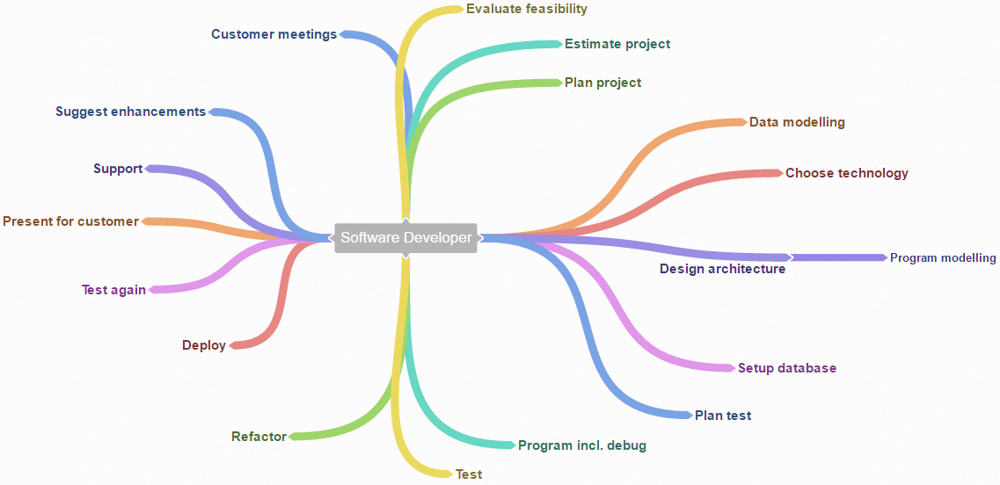 Evaluate feasibility
Customer meetings
Estimate project
Plan project
Suggest enhancements
Data modelling
Support
Choose technology
Present for customer
Software Developer
Program modelling
Design architecture
Test again
Deploy
Setup database
Plan test
Refactor
Program incl. debug
Test